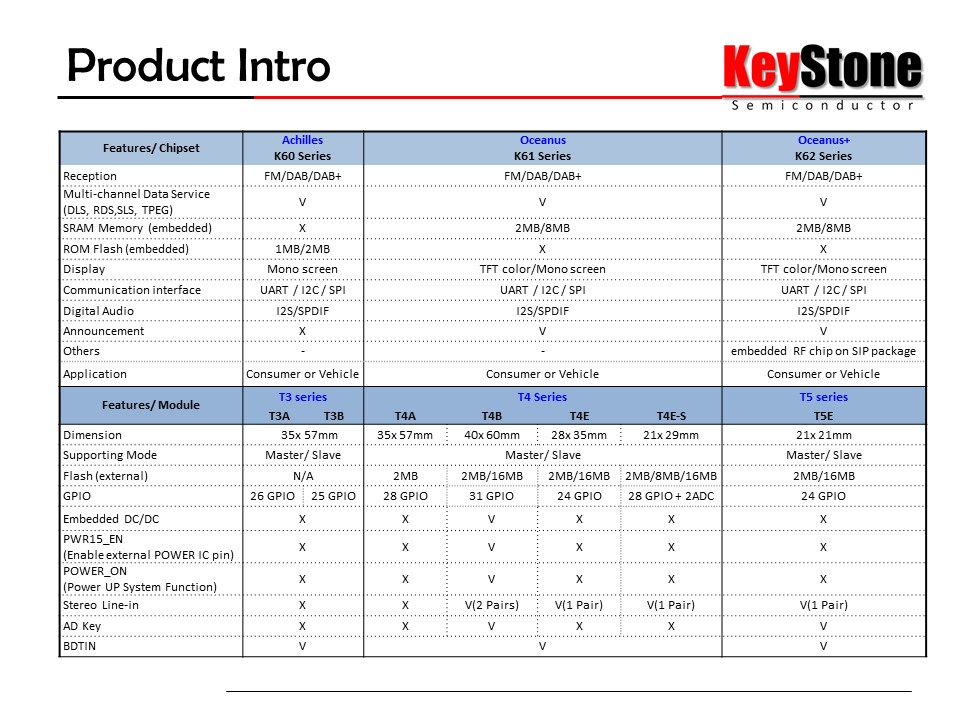 Product Intro
KeyStone
Semiconductor
Features/ Chipset Achilles K60 Series Oceanus K61 Series Oceanus+ K62 Series
Reception FM/DAB/DAB+ FM/DAB/DAB+ FM/DAB/DAB+
Multi-channel Data Service
(DLS, RDS,SLS, TPEG) V V V
SRAM Memory (embedded) X 2MB/8MB 2MB/8MB
ROM Flash (embedded) 1MB/2MB X X
Display Mono screen TFT color/Mono screen TFT color/Mono screen
Communication interface UART / I2C / SPI UART / I2C / SPI UART / I2C / SPI
Digital Audio I2S/SPDIF I2S/SPDIF I2S/SPDIF
Announcement X V V
Others - - embedded RF chip on SIP package
Application Consumer or Vehicle Consumer or Vehicle Consumer or Vehicle
Features/ Module T3 series T4 Series T5 series
T3A T3B T4A T4B T4E T4E-S T5E
Dimension 35x 57mm 35x 57mm 40x 60mm 28x 35mm 21x 29mm 21x 21mm
Supporting Mode Master/ Slave Master/ Slave Master/ Slave
Flash (external) N/A 2MB 2MB/16MB 2MB/16MB 2MB/8MB/16MB 2MB/16MB
GPIO 26 GPIO 25 GPIO 28 GPIO 31 GPIO 24 GPIO 28 GPIO + 2ADC 24 GPIO
Embedded DC/DC X X V X X X
PWR15_EN
(Enable external POWER IC pin) X X V X X X
POWER_ON
(Power UP System Function) X X V X X X
Stereo Line-in X X V(2 Pairs) V(1 Pair) V(1 Pair) V(1 Pair)
AD Key X X V X X V
BDTIN V V V